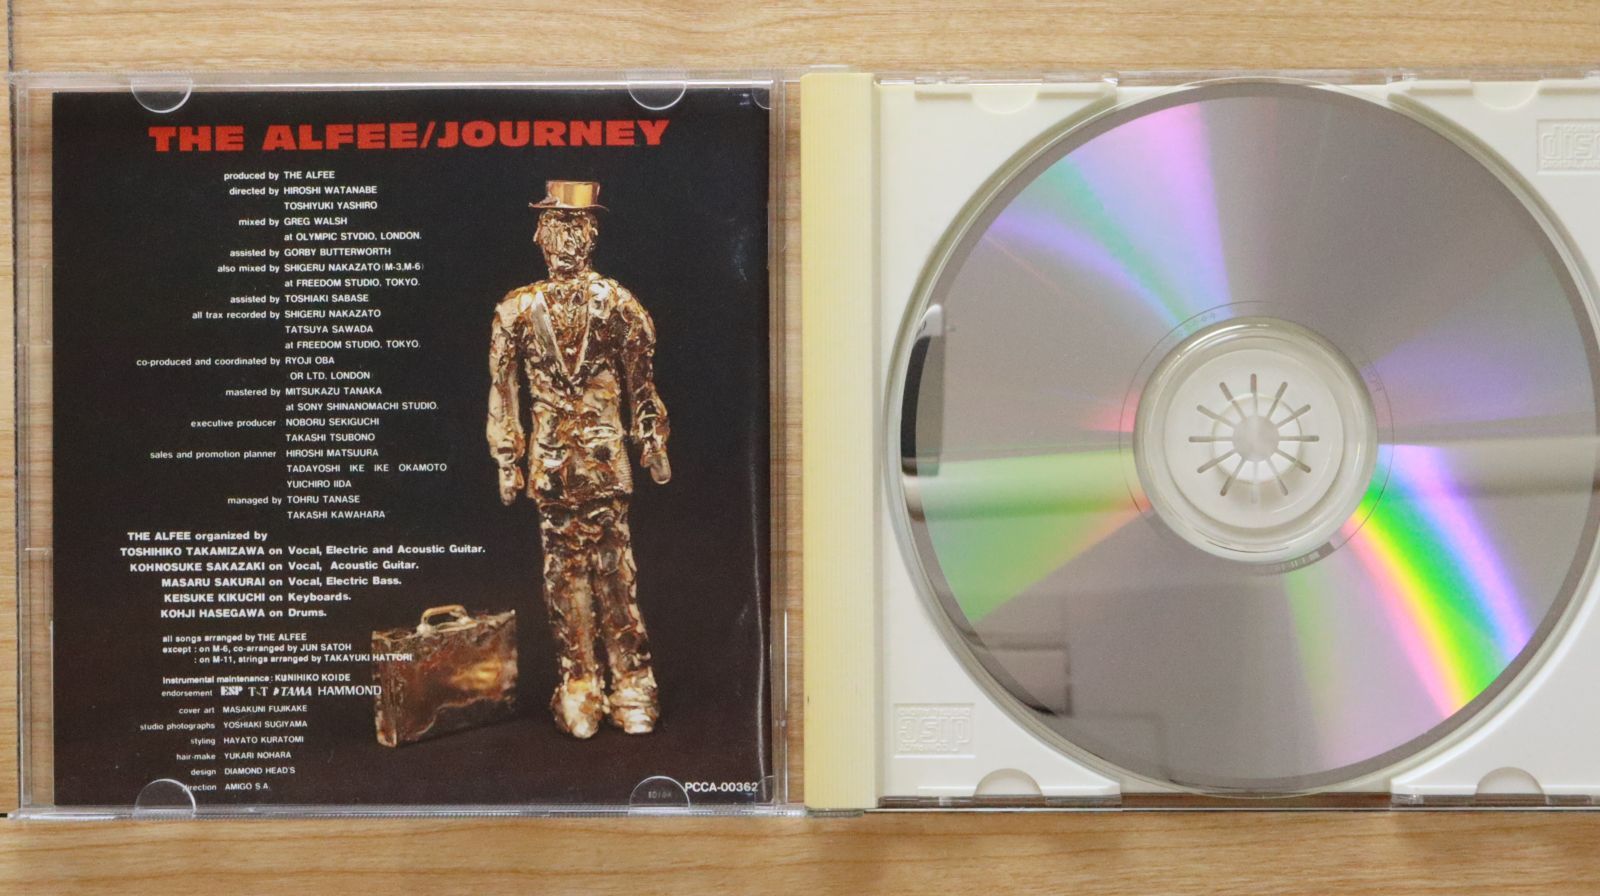 THE ALFEE/JOURNEY
produced by THE ALFEE
directed by HIROSHI WATANABE
TOSHIYUKI YASHIRO
mixed by GREG WALSH
at OLYMPIC STVDIO, LONDON.
assisted by GORBY BUTTERWORTH
also mixed by SHIGERU NAKAZATO(M-3,M-6)
at FREEDOM STUDIO, TOKYO.
assisted by TOSHIAKI SABASE
all trax recorded by SHIGERU NAKAZATO
TATSUYA SAWADA
at FREEDOM STUDIO, TOKYO.
co-produced and coordinated by RYOJI OBA
OR LTD. LONDON
mastered by MITSUKAZU TANAKA
at SONY SHINANOMACHI STUDIO.
executive producer NOBORU SEKIGUCHI
TAKASHI TSUBONO
sales and promotion planner HIROSHI MATSUURA
TADAYOSHI IKE IKE OKAMOTO
YUICHIRO IIDA
managed by TOHRU TANASE
TAKASHI KAWAHARA
THE ALFEE organized by
TOSHIHIKO TAKAMIZAWA on Vocal, Electric and Acoustic Guitar.
KOHNOSUKE SAKAZAKI on Vocal, Acoustic Guitar.
MASARU SAKURAI on Vocal, Electric Bass.
KEISUKE KIKUCHI on Keyboards.
KOHJI HASEGAWA on Drums.
all songs arranged by THE ALFEE
except : on M-6, co-arranged by JUN SATOH
: on M-11, strings arranged by TAKAYUKI HATTORI
instrumental maintenance : KUNIHIKO KOIDE
endorsement ESP T&T TAMA HAMMOND
cover art MASAKUNI FUJIKAKE
studio photographs YOSHIAKI SUGIYAMA
styling HAYATO KURATOMI
hair-make YUKARI NOHARA
design DIAMOND HEAD'S
direction AMIGO S.A.
PCCA-00362